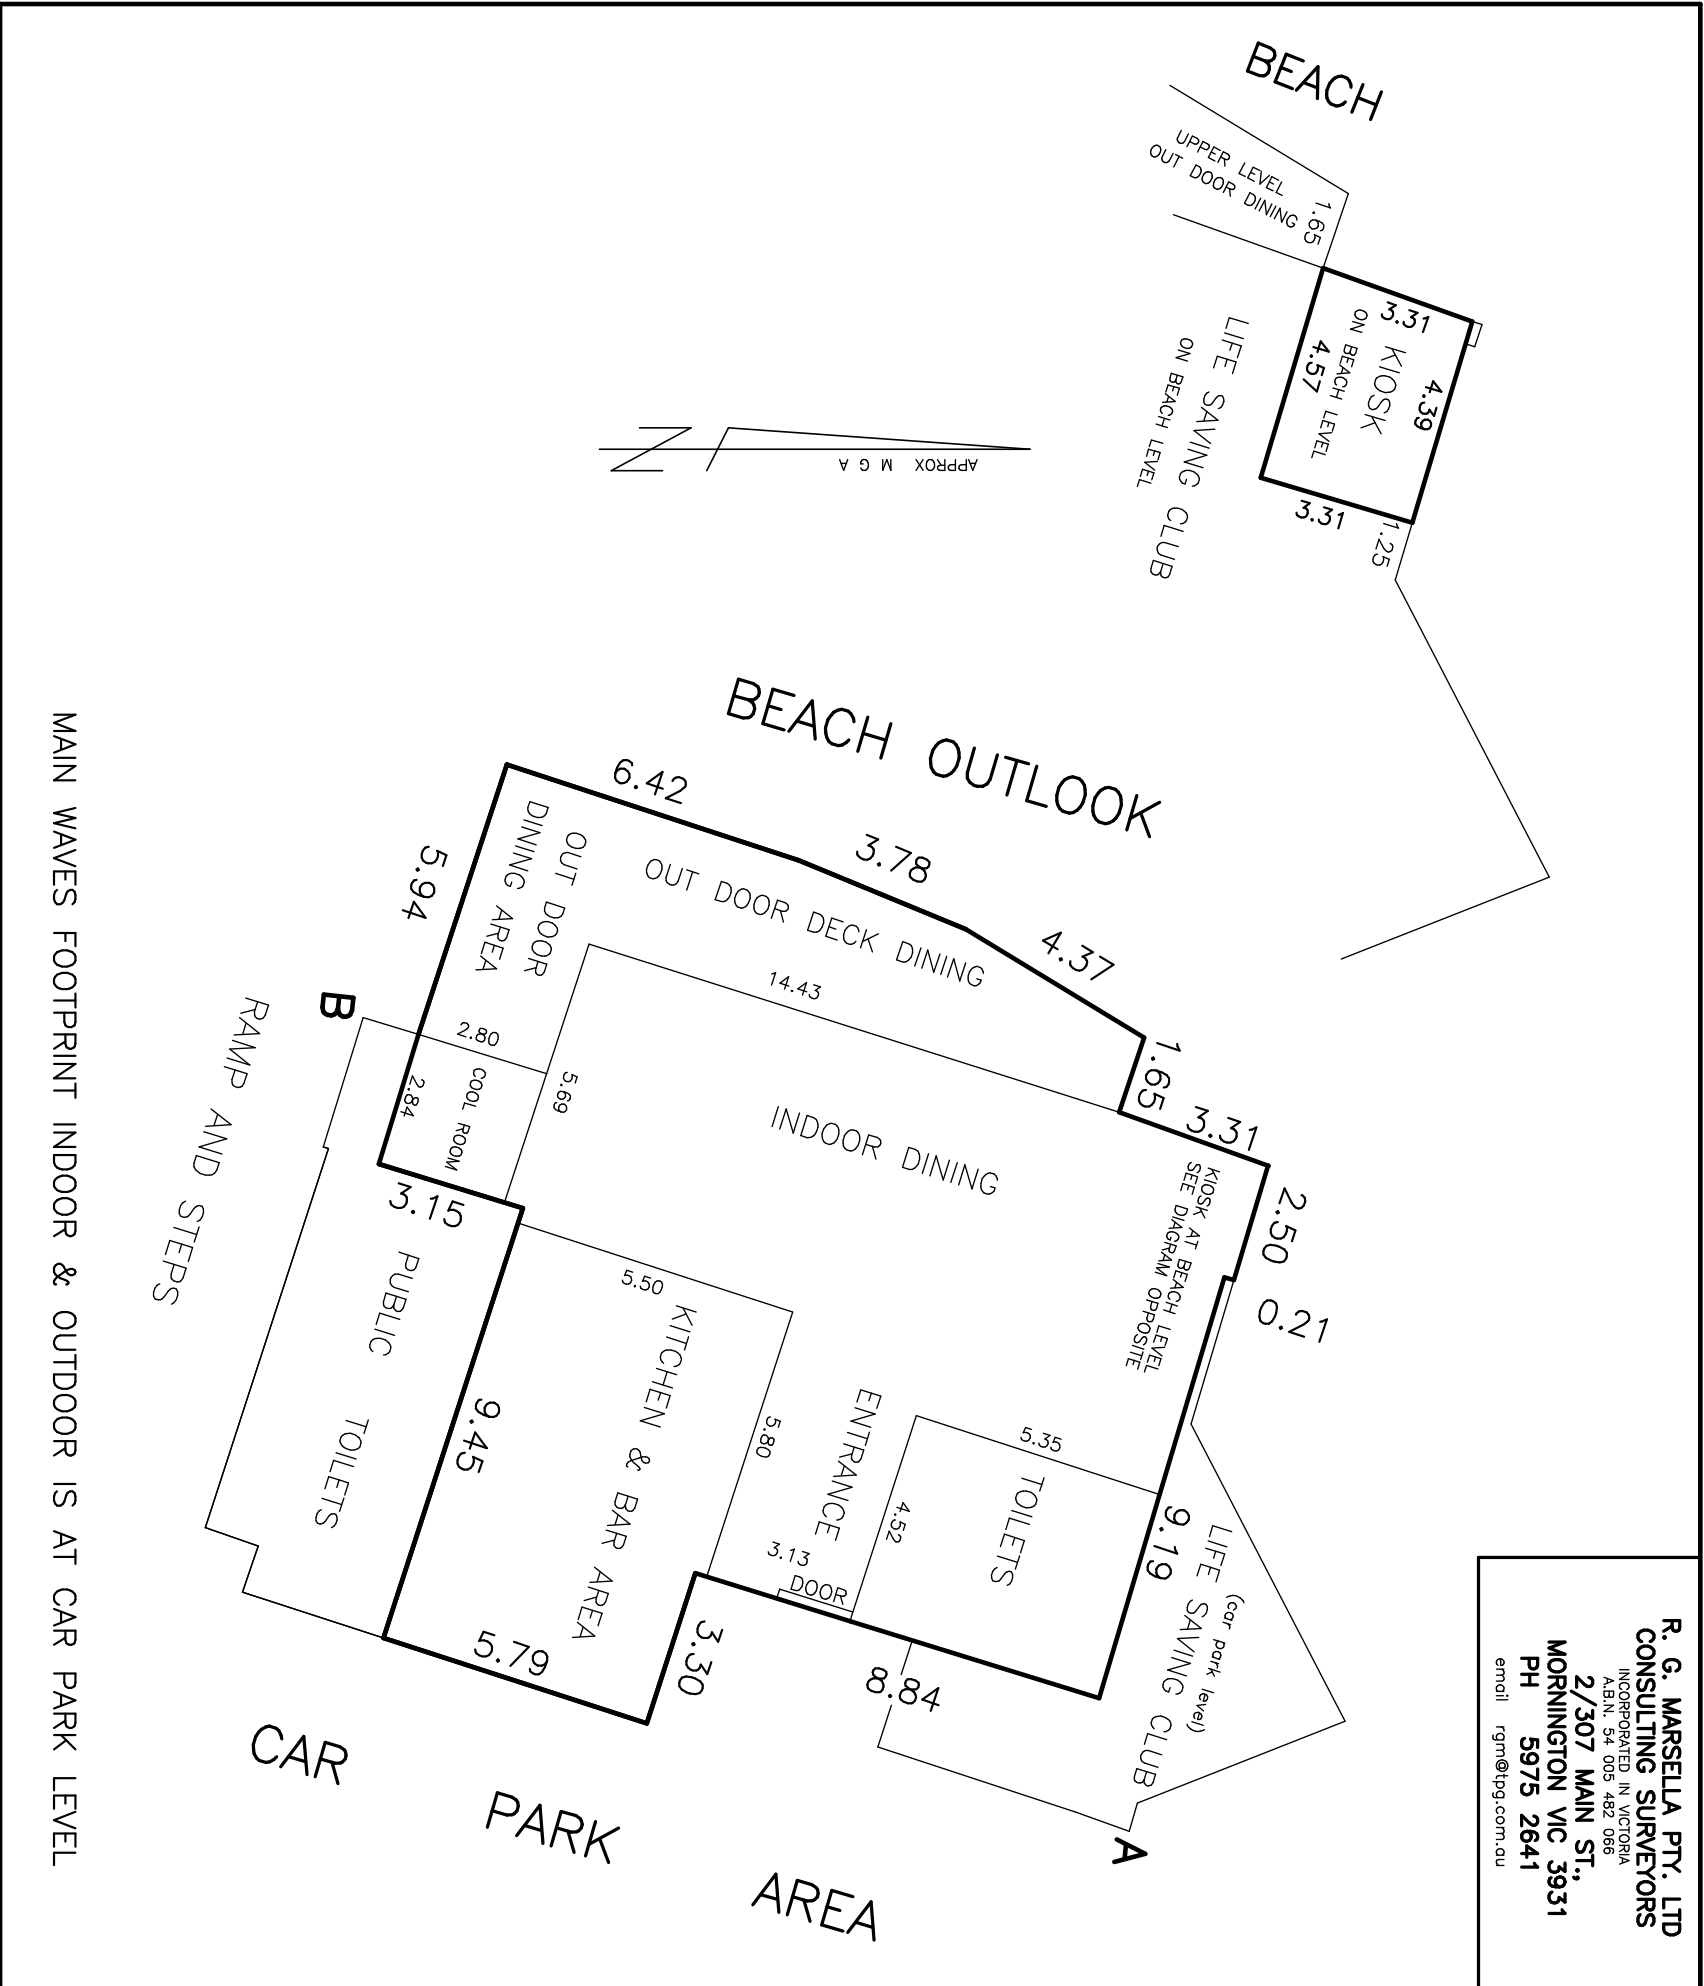 R. G. MARSELLA PTY. LTD
CONSULTING SURVEYORS
INCORPORATED IN VICTORIA
A.B.N. 54 005 482 066
2/307 MAIN ST.,
MORNINGTON VIC 3931
PH 5975 2641
email rgm@tpg.com.au
BEACH
UPPER LEVEL
OUT DOOR DINING
1.65
3.31
4.39
KIOSK
ON BEACH LEVEL
4.57
3.31
1.25
LIFE SAVING CLUB
ON BEACH LEVEL
APPROX M G A
N
BEACH OUTLOOK
6.42
3.78
4.37
1.65
3.31
2.50
0.21
9.19
8.84
3.30
5.79
9.45
3.15
2.84
5.94
OUT DOOR
DINING AREA
OUT DOOR DECK DINING
14.43
2.80
COOL ROOM
5.69
INDOOR DINING
KIOSK AT BEACH LEVEL
SEE DIAGRAM OPPOSITE
5.50
KITCHEN & BAR AREA
5.80
ENTRANCE
3.13
DOOR
4.52
5.35
TOILETS
(car park level)
LIFE SAVING CLUB
A
B
PUBLIC TOILETS
RAMP AND STEPS
CAR PARK AREA
MAIN WAVES FOOTPRINT INDOOR & OUTDOOR IS AT CAR PARK LEVEL